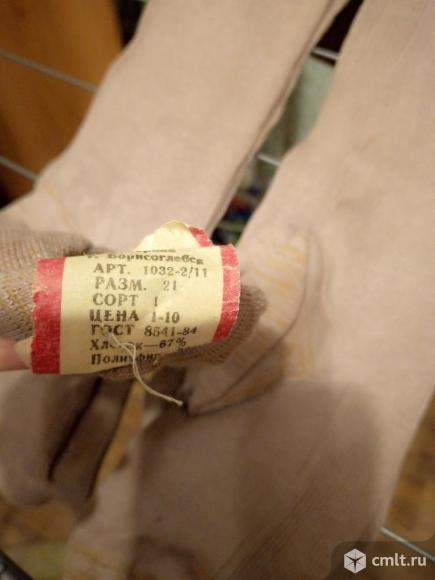 г. Борисоглебск
АРТ. 1032-2/11
РАЗМ. 21
СОРТ 1
ЦЕНА 1-10
ГОСТ 8541-84
Хлопок—67%
cmlt.ru